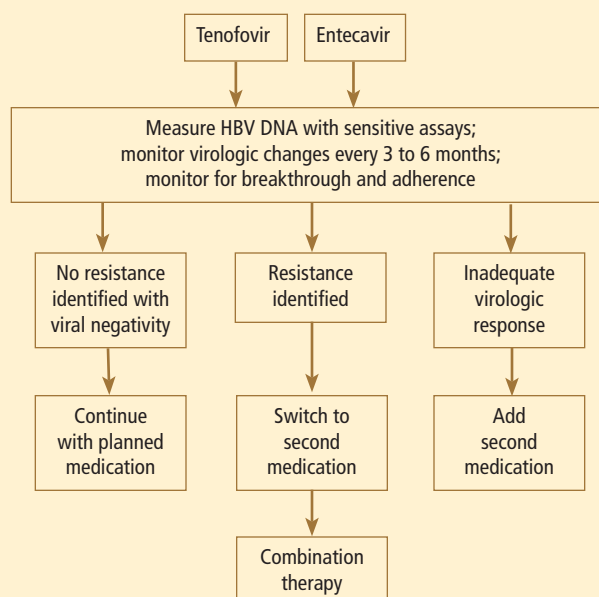 Tenofovir
Entecavir
Measure HBV DNA with sensitive assays;
monitor virologic changes every 3 to 6 months;
monitor for breakthrough and adherence
No resistance
identified with
viral negativity
Resistance
identified
Inadequate
virologic
response
Continue
with planned
medication
Switch to
second
medication
Add
second
medication
Combination
therapy